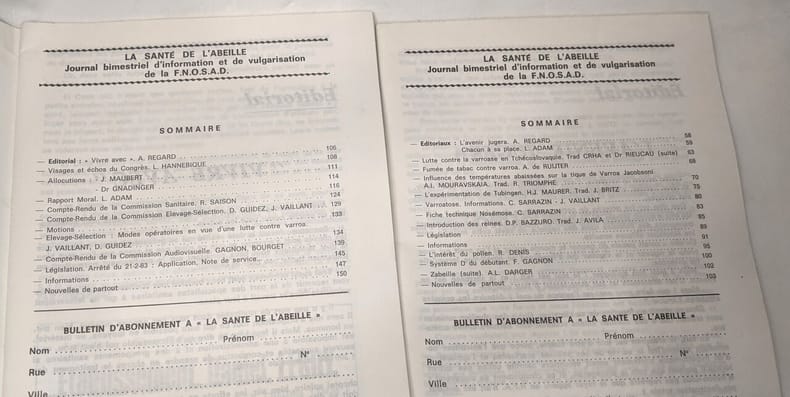 LA SANTÉ DE L'ABEILLE
Journal bimestriel d'information et de vulgarisation
de la F.N.O.S.A.D.
SOMMAIRE
— Editorial : « Vivre avec ». A. REGARD 106
— Visages et échos du Congrès. L. HANNEBIQUE 108
— Allocutions : - J. MAUBERT 111
- Dr GNADINGER 114
— Rapport Moral. L. ADAM 116
— Compte-Rendu de la Commission Sanitaire. R. SAISON 124
— Compte-Rendu de la Commission Elevage-Sélection. D. GUIDEZ, J. VAILLANT 129
— Motions 133
— Elevage-Sélection : Modes opératoires en vue d'une lutte contre varroa.
J. VAILLANT, D. GUIDEZ 134
— Compte-Rendu de la Commission Audiovisuelle. GAGNON, BOURGET 139
— Législation. Arrêté du 21-2-83 : Application, Note de service 145
— Informations 147
— Nouvelles de partout 150
BULLETIN D'ABONNEMENT A « LA SANTE DE L'ABEILLE »
Nom Prénom
Rue N°
Ville
LA SANTÉ DE L'ABEILLE
Journal bimestriel d'information et de vulgarisation
de la F.N.O.S.A.D.
SOMMAIRE
— Editoriaux : L'avenir jugera. A. REGARD 58
Chacun à sa place. L. ADAM 59
— Lutte contre la varroase en Tchécoslovaquie. Trad CRHA et Dr RIEUCAU (suite) 63
— Fumée de tabac contre varroa. A. de RUIJTER 68
— Influence des températures abaissées sur la tique de Varroa Jacobsoni.
A.I. MOURAVSKAIA. Trad. R. TRIOMPHE 70
— L'expérimentation de Tubingen. H.J. MAURER. Trad. J. BRITZ 75
— Varroatose. Informations. C. SARRAZIN - J. VAILLANT 80
— Fiche technique Nosémose. C. SARRAZIN 83
— Introduction des reines. D.P. BAZZURO. Trad. J. AVILA 85
— Législation 89
— Informations 91
— L'intérêt du pollen. R. DENIS 95
— Système D du débutant. F. GAGNON 100
— Zabeille (suite). A.L. DARGER 102
— Nouvelles de partout 103
BULLETIN D'ABONNEMENT A « LA SANTE DE L'ABEILLE »
Nom Prénom
Rue N°
Ville